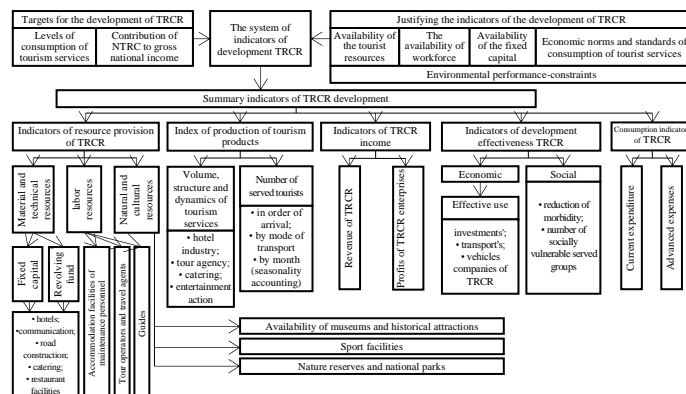 Targets for the development of TRCR
Levels of
consumption of
tourism services
Contribution of
NTRC to gross
national income
The system of
indicators of
development TRCR
Justifying the indicators of the development of TRCR
Availability of
the tourist
resources
The
availability of
workforce
Availability
of the fixed
capital
Economic norms and standards of
consumption of tourist services
Environmental performance-constraints
Summary indicators of TRCR development
Indicators of resource provision
of TRCR
Index of production of tourism
products
Indicators of TRCR
income
Indicators of development
effectiveness TRCR
Consumption indicator
of TRCR
Material and
technical
resources
labor
resources
Natural and
cultural
resources
Volume,
structure and
dynamics of
tourism
services
• hotel
industry;
• tour agency;
• catering;
• entertainment
action
Number of
served tourists
• in order of
arrival;
• by mode of
transport
• by month
(seasonality
accounting)
Revenue of TRCR
Profits of TRCR enterprises
Economic
Effective use
investments';
• transport's;
• vehicles
companies of
TRCR
Social
• reduction of
morbidity;
• number of
socially
vulnerable served
groups
Current expenditure
Advanced expenses
Fixed
capital
Revolving
fund
• hotels;
•communication;
• road
construction;
• catering;
• restaurant
facilities
Accommodation facilities of
maintenance personnel
Tour operators and travel agents
Guides
Availability of museums and historical attractions
Sport facilities
Nature reserves and national parks